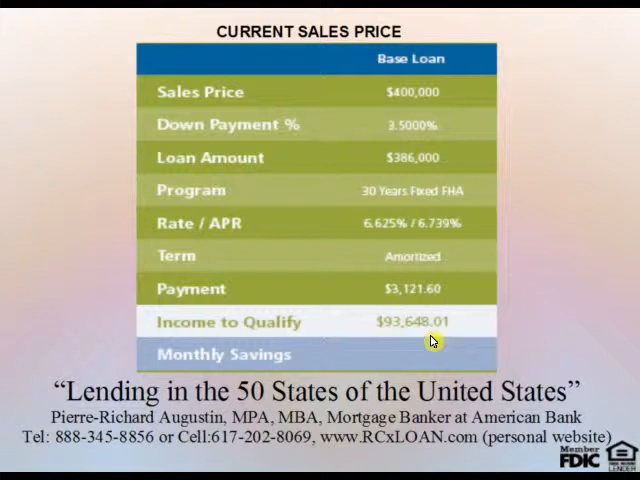 CURRENT SALES PRICE
Base Loan
Sales Price $400,000
Down Payment % 3.5000%
Loan Amount $386,000
Program 30 Years Fixed FHA
Rate / APR 6.625% / 6.739%
Term Amortized
Payment $3,121.60
Income to Qualify $93,648.01
Monthly Savings
“Lending in the 50 States of the United States”
Pierre-Richard Augustin, MPA, MBA, Mortgage Banker at American Bank
Tel: 888-345-8856 or Cell:617-202-8069, www.RCxLOAN.com (personal website)
Member
FDIC
LENDER